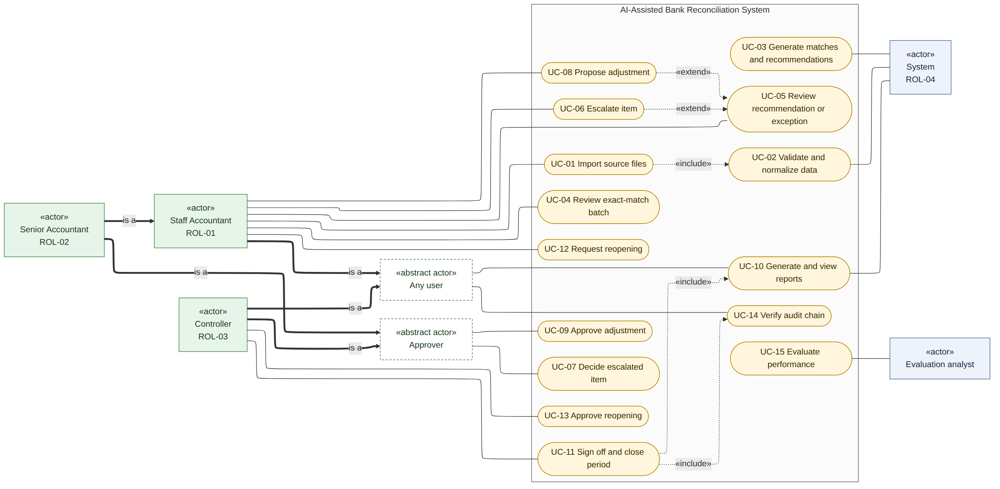 AI-Assisted Bank Reconciliation System
UC-03 Generate matches
and recommendations
«actor»
System
ROL-04
UC-08 Propose adjustment
«extend»
UC-05 Review
recommendation or
exception
UC-06 Escalate item
«extend»
UC-01 Import source files
«include»
UC-02 Validate and
normalize data
UC-04 Review exact-match
batch
«actor»
Senior Accountant
ROL-02
is a
«actor»
Staff Accountant
ROL-01
UC-12 Request reopening
is a
is a
«abstract actor»
Any user
UC-10 Generate and view
reports
«include»
«actor»
Controller
ROL-03
is a
UC-14 Verify audit chain
«abstract actor»
Approver
UC-09 Approve adjustment
is a
UC-07 Decide escalated
item
UC-15 Evaluate
performance
«actor»
Evaluation analyst
UC-13 Approve reopening
UC-11 Sign off and close
period
«include»